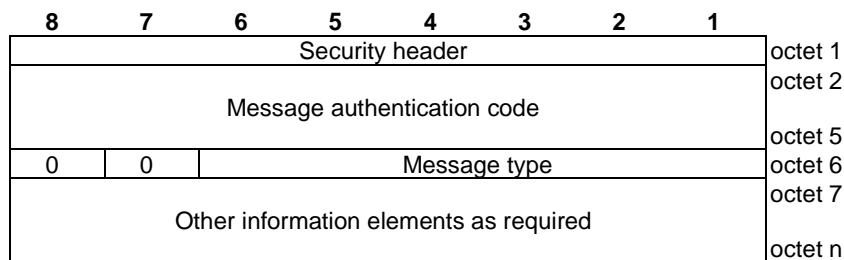 8 7 6 5 4 3 2 1
Security header octet 1
octet 2
Message authentication code
octet 5
0 0 Message type octet 6
octet 7
Other information elements as required
octet n